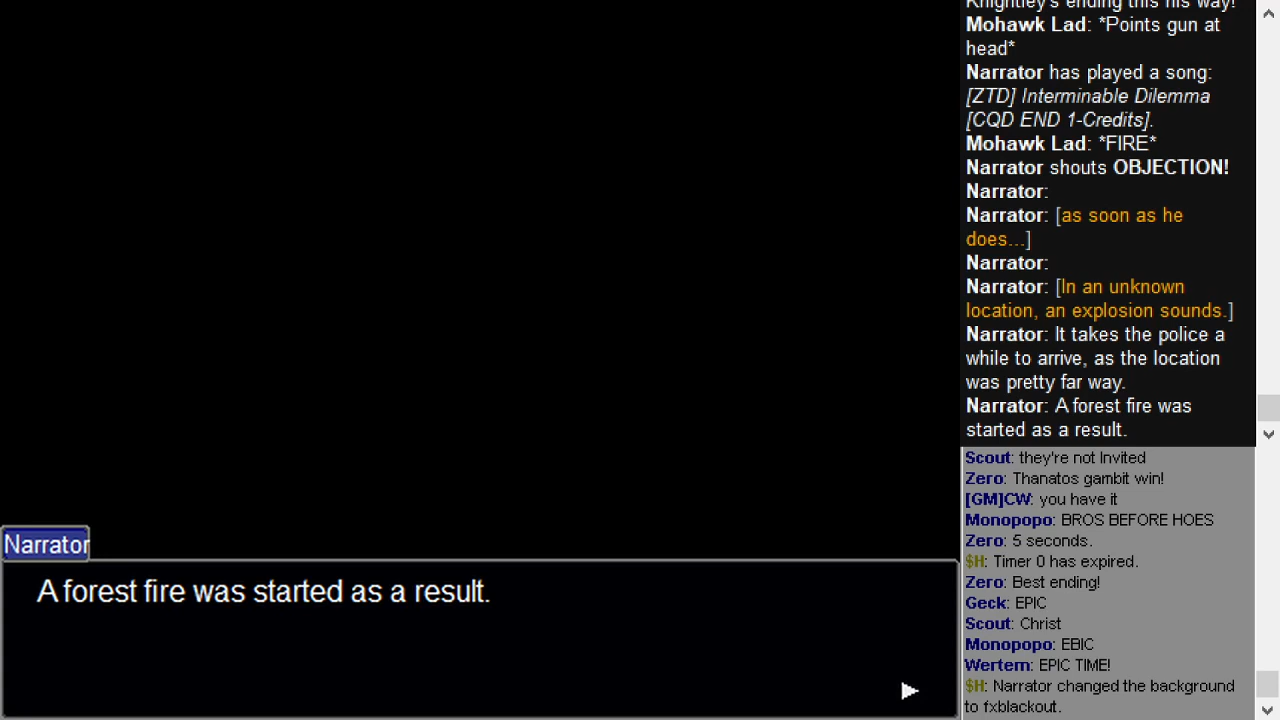 Knightley's ending this his way!
Mohawk Lad: *Points gun at
head*
Narrator has played a song:
[ZTD] Interminable Dilemma
[CQD END 1-Credits].
Mohawk Lad: *FIRE*
Narrator shouts OBJECTION!
Narrator:
Narrator: [as soon as he
does...]
Narrator:
Narrator: [In an unknown
location, an explosion sounds.]
Narrator: It takes the police a
while to arrive, as the location
was pretty far way.
Narrator: A forest fire was
started as a result.
Scout: they're not Invited
Zero: Thanatos gambit win!
[GM]CW: you have it
Monopopo: BROS BEFORE HOES
Zero: 5 seconds.
$H: Timer 0 has expired.
Zero: Best ending!
Geck: EPIC
Scout: Christ
Monopopo: EBIC
Wertem: EPIC TIME!
$H: Narrator changed the background
to fxblackout.
Narrator
A forest fire was started as a result.